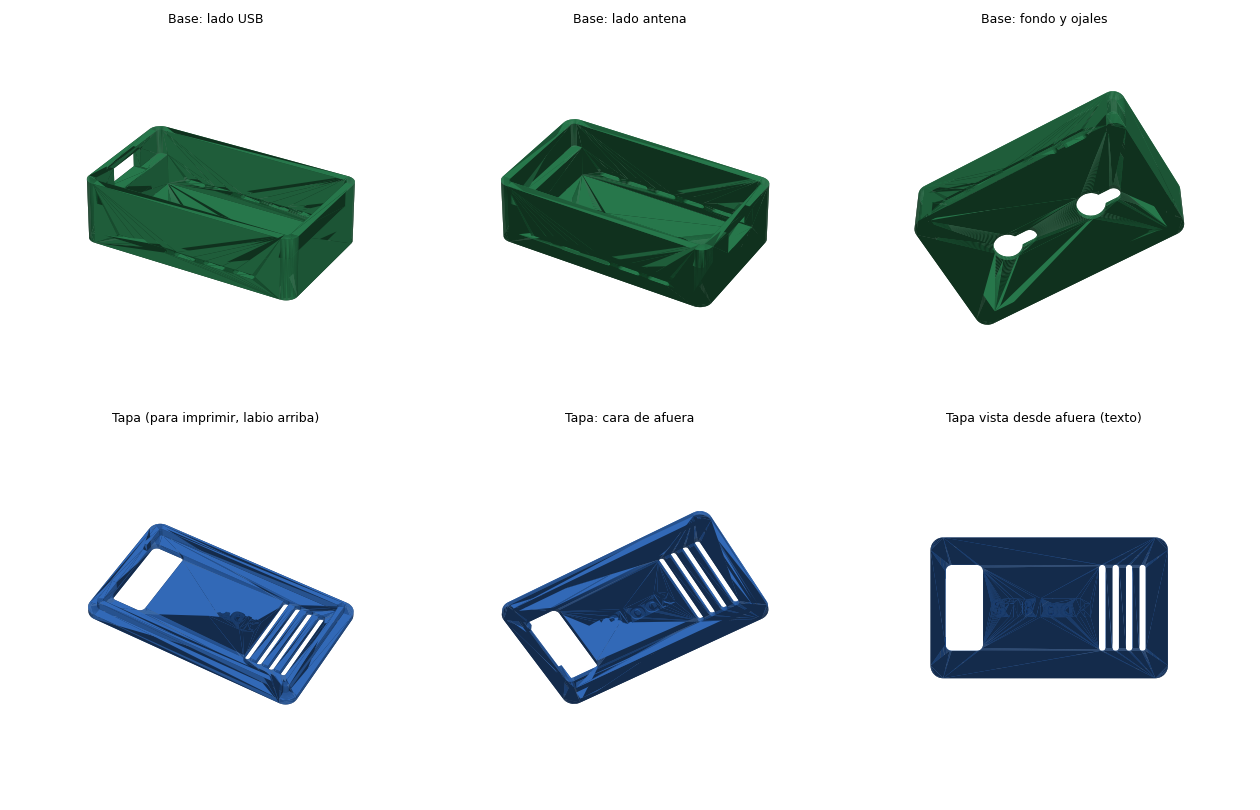 Base: lado USB
Base: lado antena
Base: fondo y ojales
Tapa (para imprimir, labio arriba)
Tapa: cara de afuera
Tapa vista desde afuera (texto)